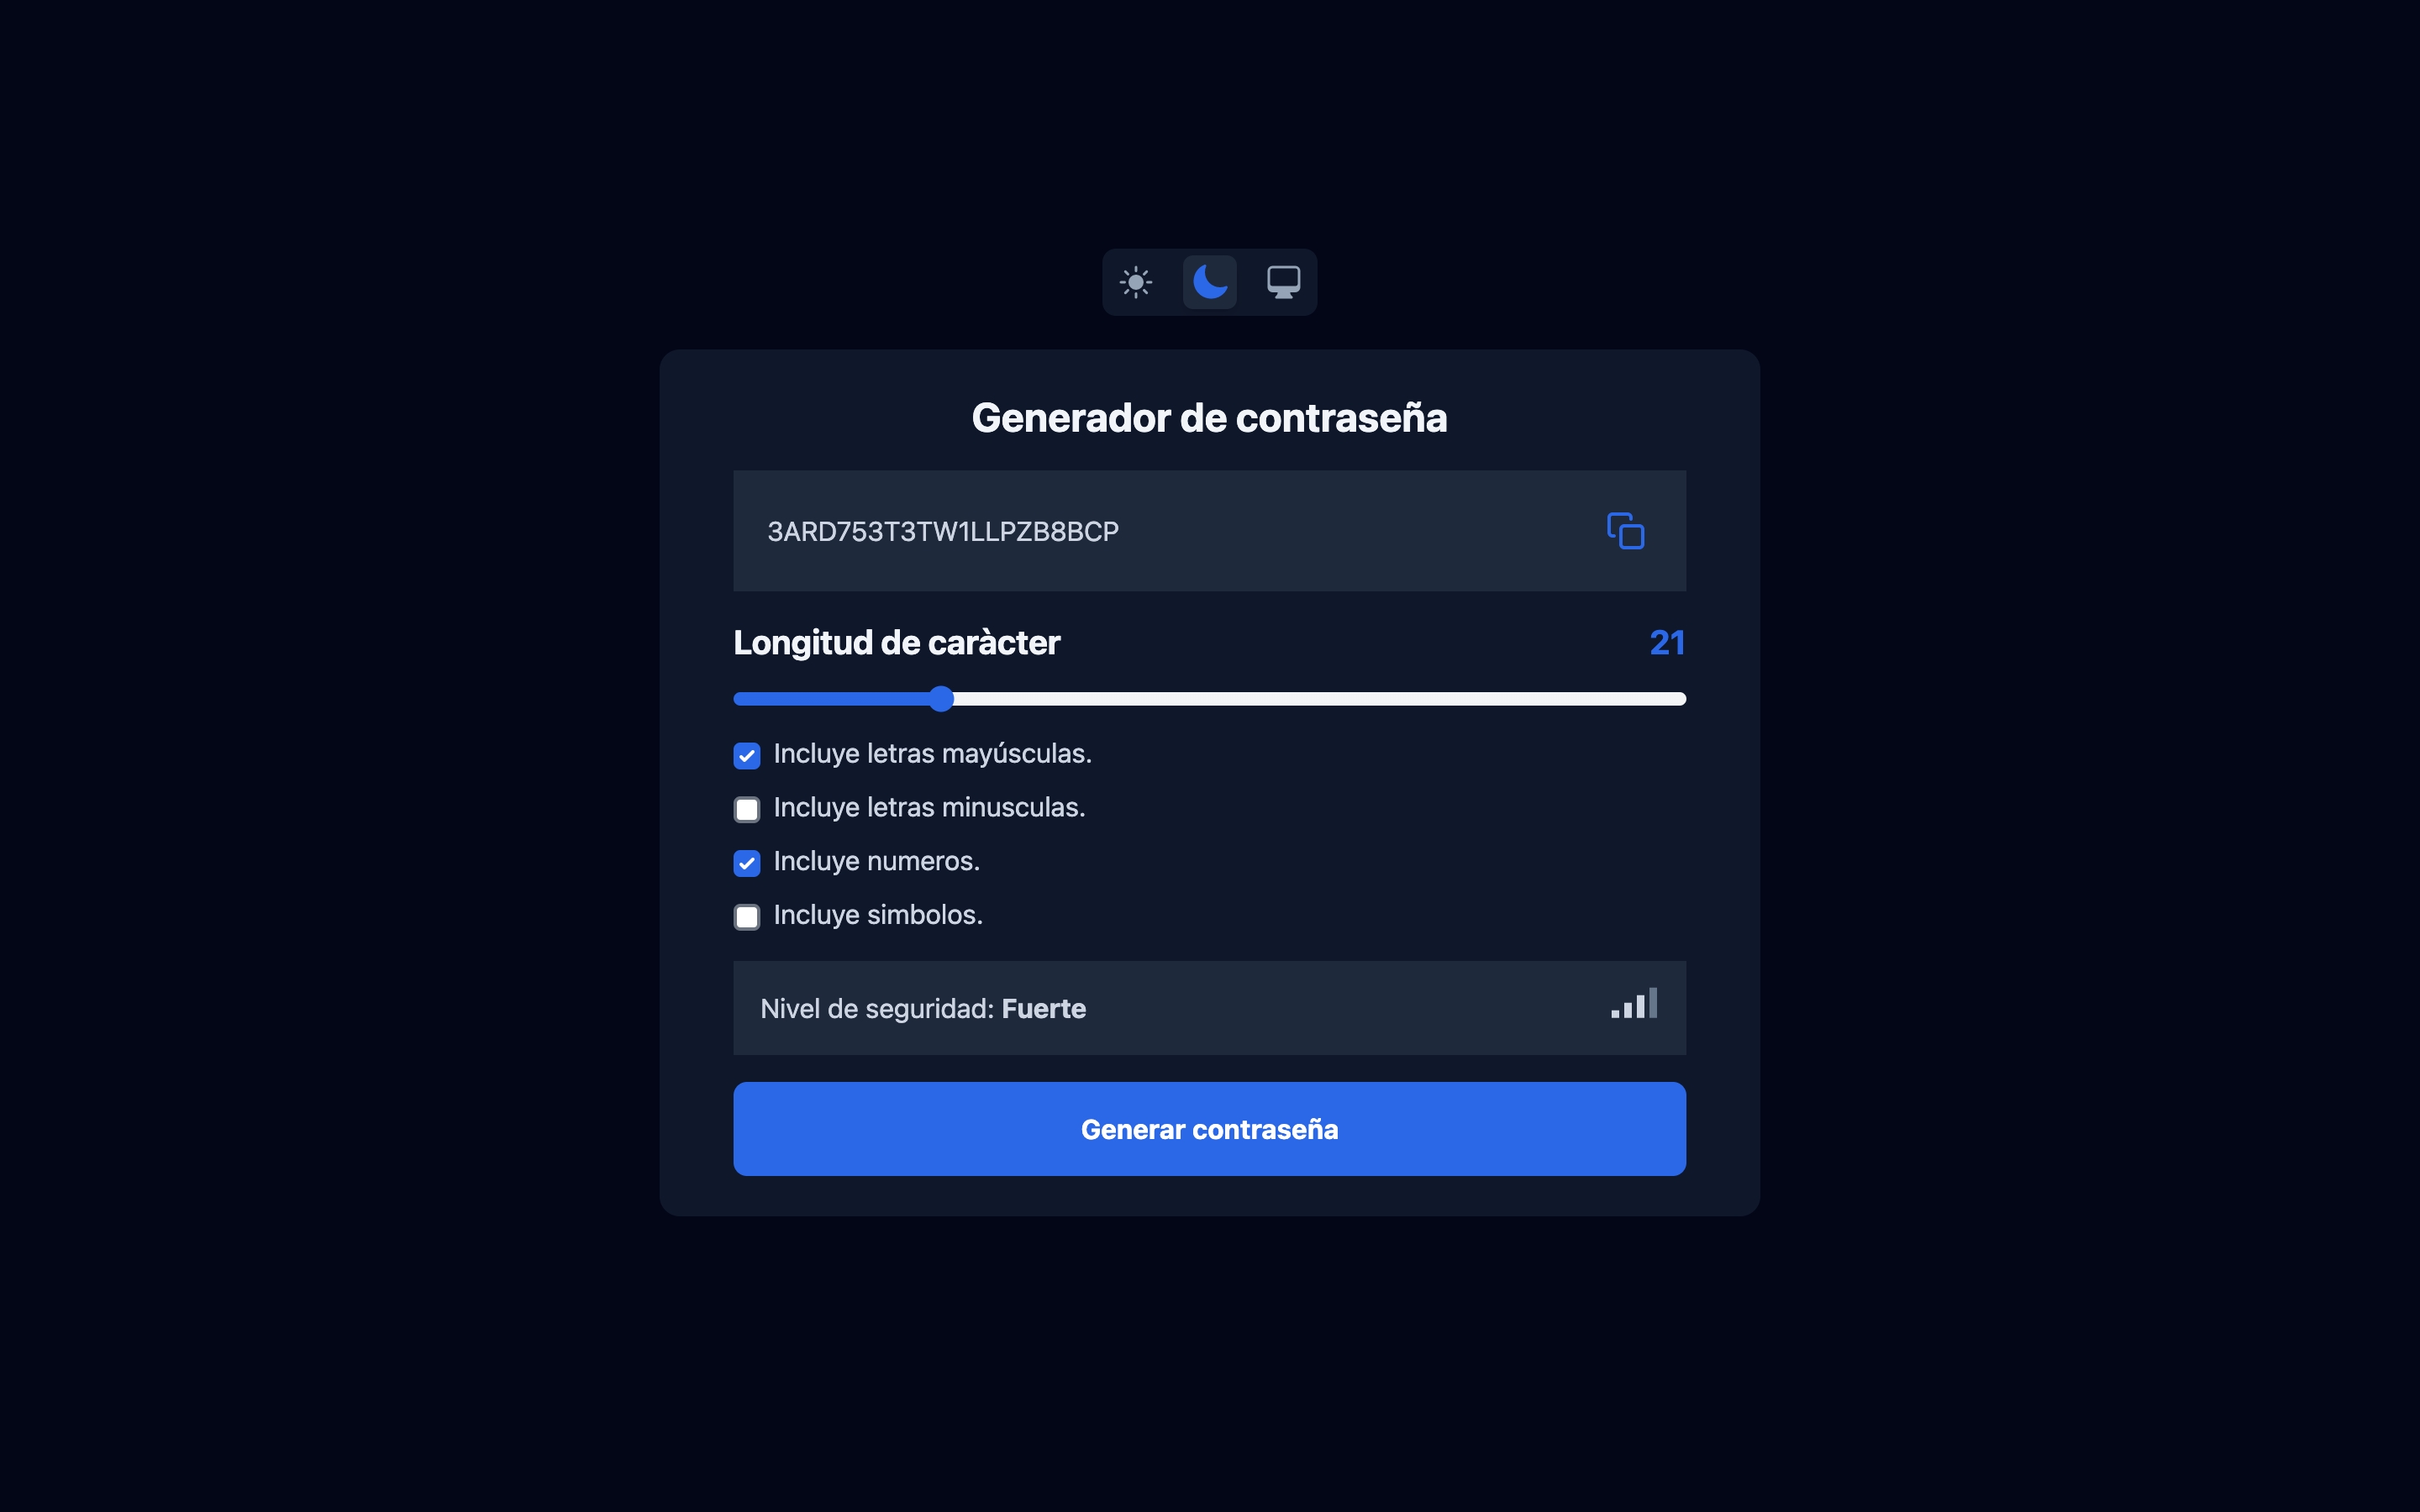 Generador de contraseña
3ARD753T3TW1LLPZB8BCP
Longitud de caràcter
21
Incluye letras mayúsculas.
Incluye letras minusculas.
Incluye numeros.
Incluye simbolos.
Nivel de seguridad: Fuerte
Generar contraseña